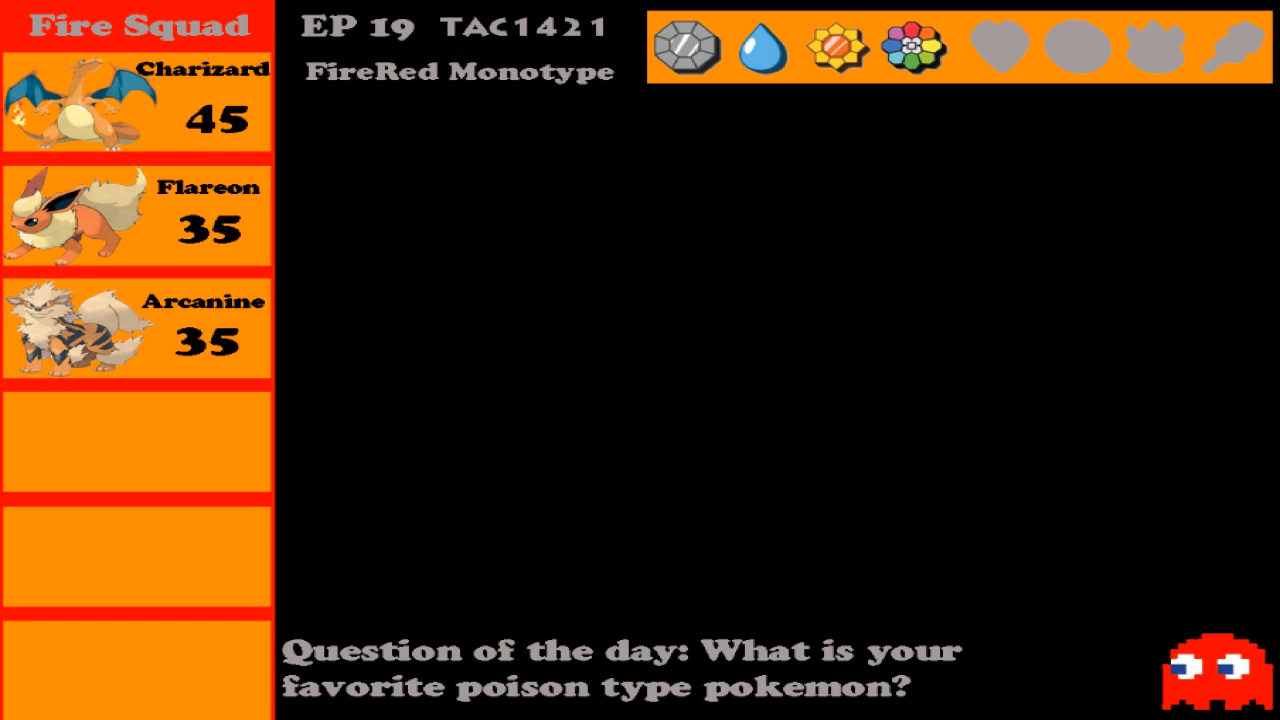 Fire Squad
Charizard
45
Flareon
35
Arcanine
35
EP 19 TAC1421
FireRed Monotype
Question of the day: What is your
favorite poison type pokemon?